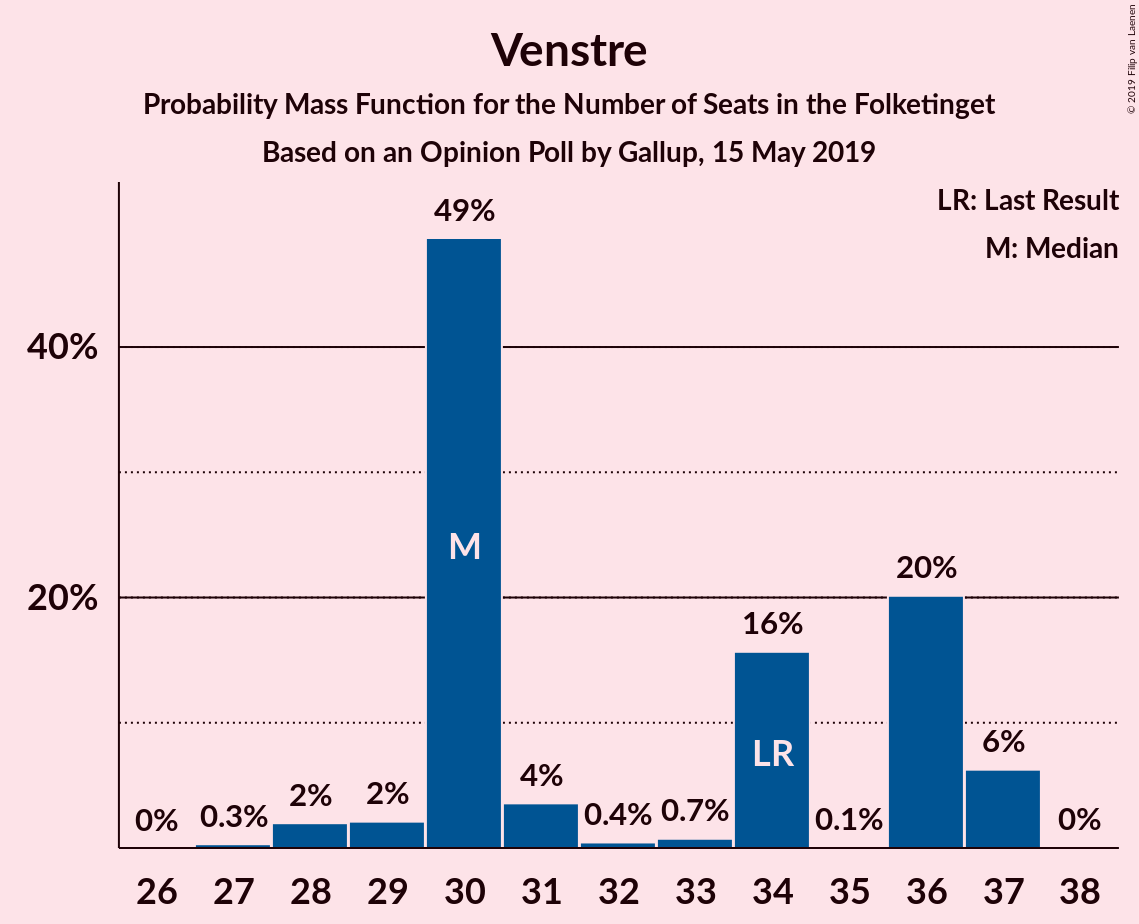 Venstre
Probability Mass Function for the Number of Seats in the Folketinget
Based on an Opinion Poll by Gallup, 15 May 2019
© 2019 Filip van Laenen
LR: Last Result
M: Median
49%
40%
M
20%
20%
16%
LR
6%
4%
2%
2%
0%
0.3%
0.4%
0.7%
0.1%
0%
26 27 28 29 30 31 32 33 34 35 36 37 38